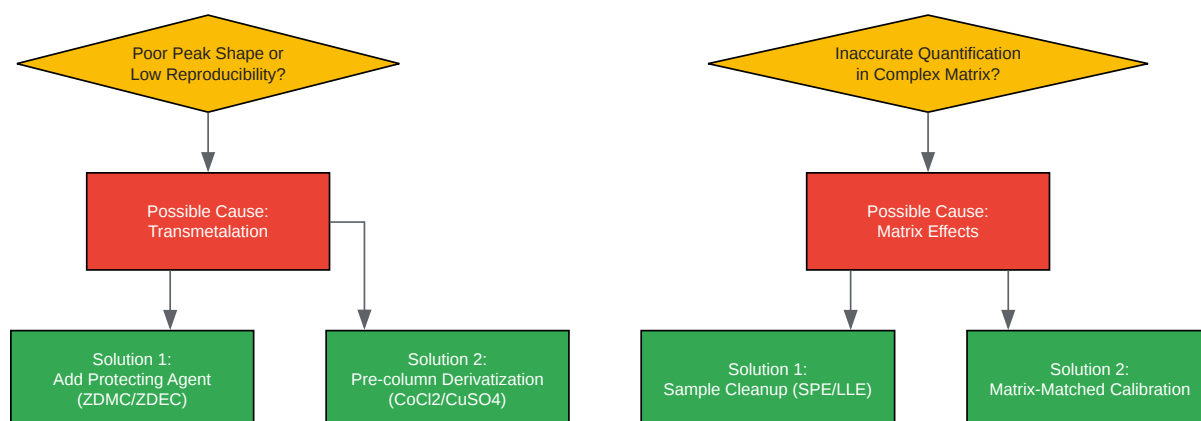 Poor Peak Shape or
Low Reproducibility?
Inaccurate Quantification
in Complex Matrix?
Possible Cause:
Transmetalation
Possible Cause:
Matrix Effects
Solution 1:
Add Protecting Agent
(ZDMC/ZDEC)
Solution 2:
Pre-column Derivatization
(CoCl2/CuSO4)
Solution 1:
Sample Cleanup (SPE/LLE)
Solution 2:
Matrix-Matched Calibration